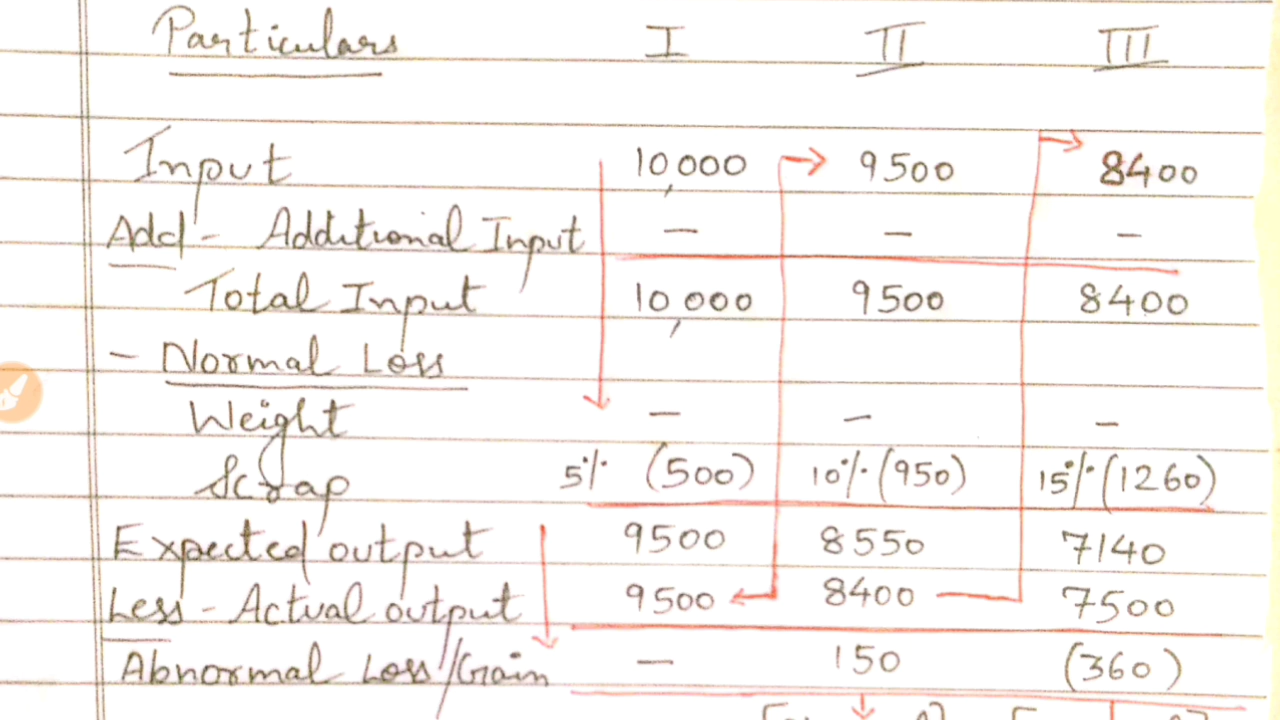 Particulars I II III
Input 10,000 9500 8400
Add - Additional Input — — —
Total Input 10,000 9500 8400
- Normal Loss
Weight — — —
Scrap 5% (500) 10% (950) 15% (1260)
Expected output 9500 8550 7140
Less - Actual output 9500 8400 7500
Abnormal Loss/Gain — 150 (360)